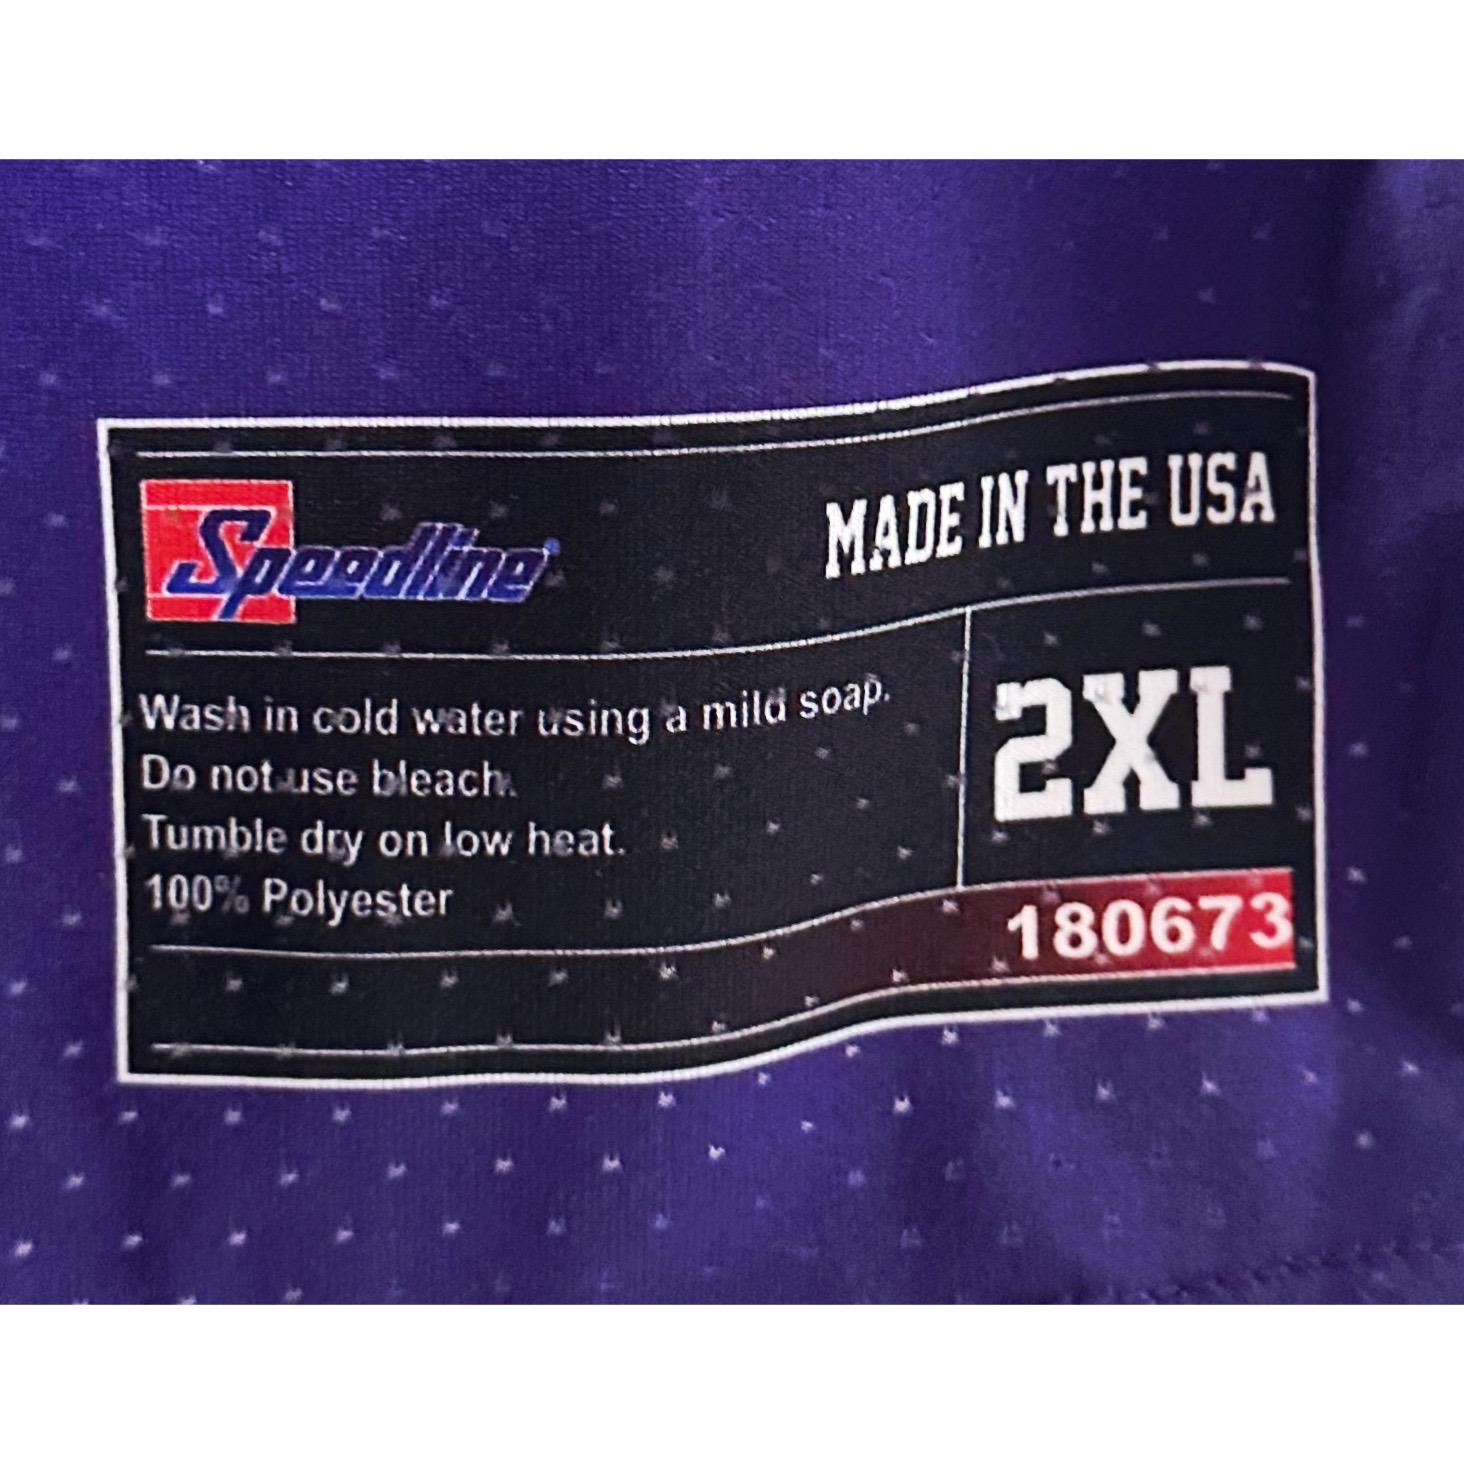 Speedline
MADE IN THE USA
Wash in cold water using a mild soap.
Do not use bleach.
Tumble dry on low heat.
100% Polyester
2XL
180673